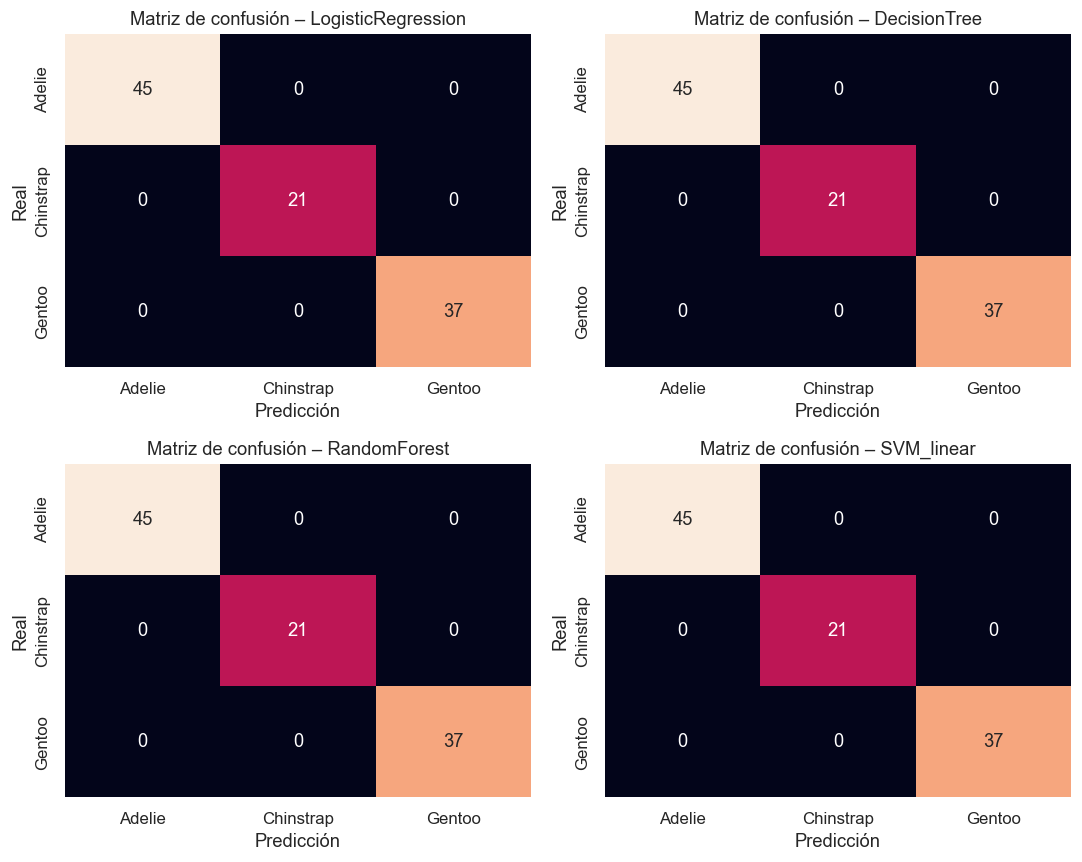 Matriz de confusión – LogisticRegression
Adelie
45 0 0
Chinstrap
0 21 0
Gentoo
0 0 37
Real
Adelie Chinstrap Gentoo
Predicción
Matriz de confusión – DecisionTree
Adelie
45 0 0
Chinstrap
0 21 0
Gentoo
0 0 37
Real
Adelie Chinstrap Gentoo
Predicción
Matriz de confusión – RandomForest
Adelie
45 0 0
Chinstrap
0 21 0
Gentoo
0 0 37
Real
Adelie Chinstrap Gentoo
Predicción
Matriz de confusión – SVM_linear
Adelie
45 0 0
Chinstrap
0 21 0
Gentoo
0 0 37
Real
Adelie Chinstrap Gentoo
Predicción